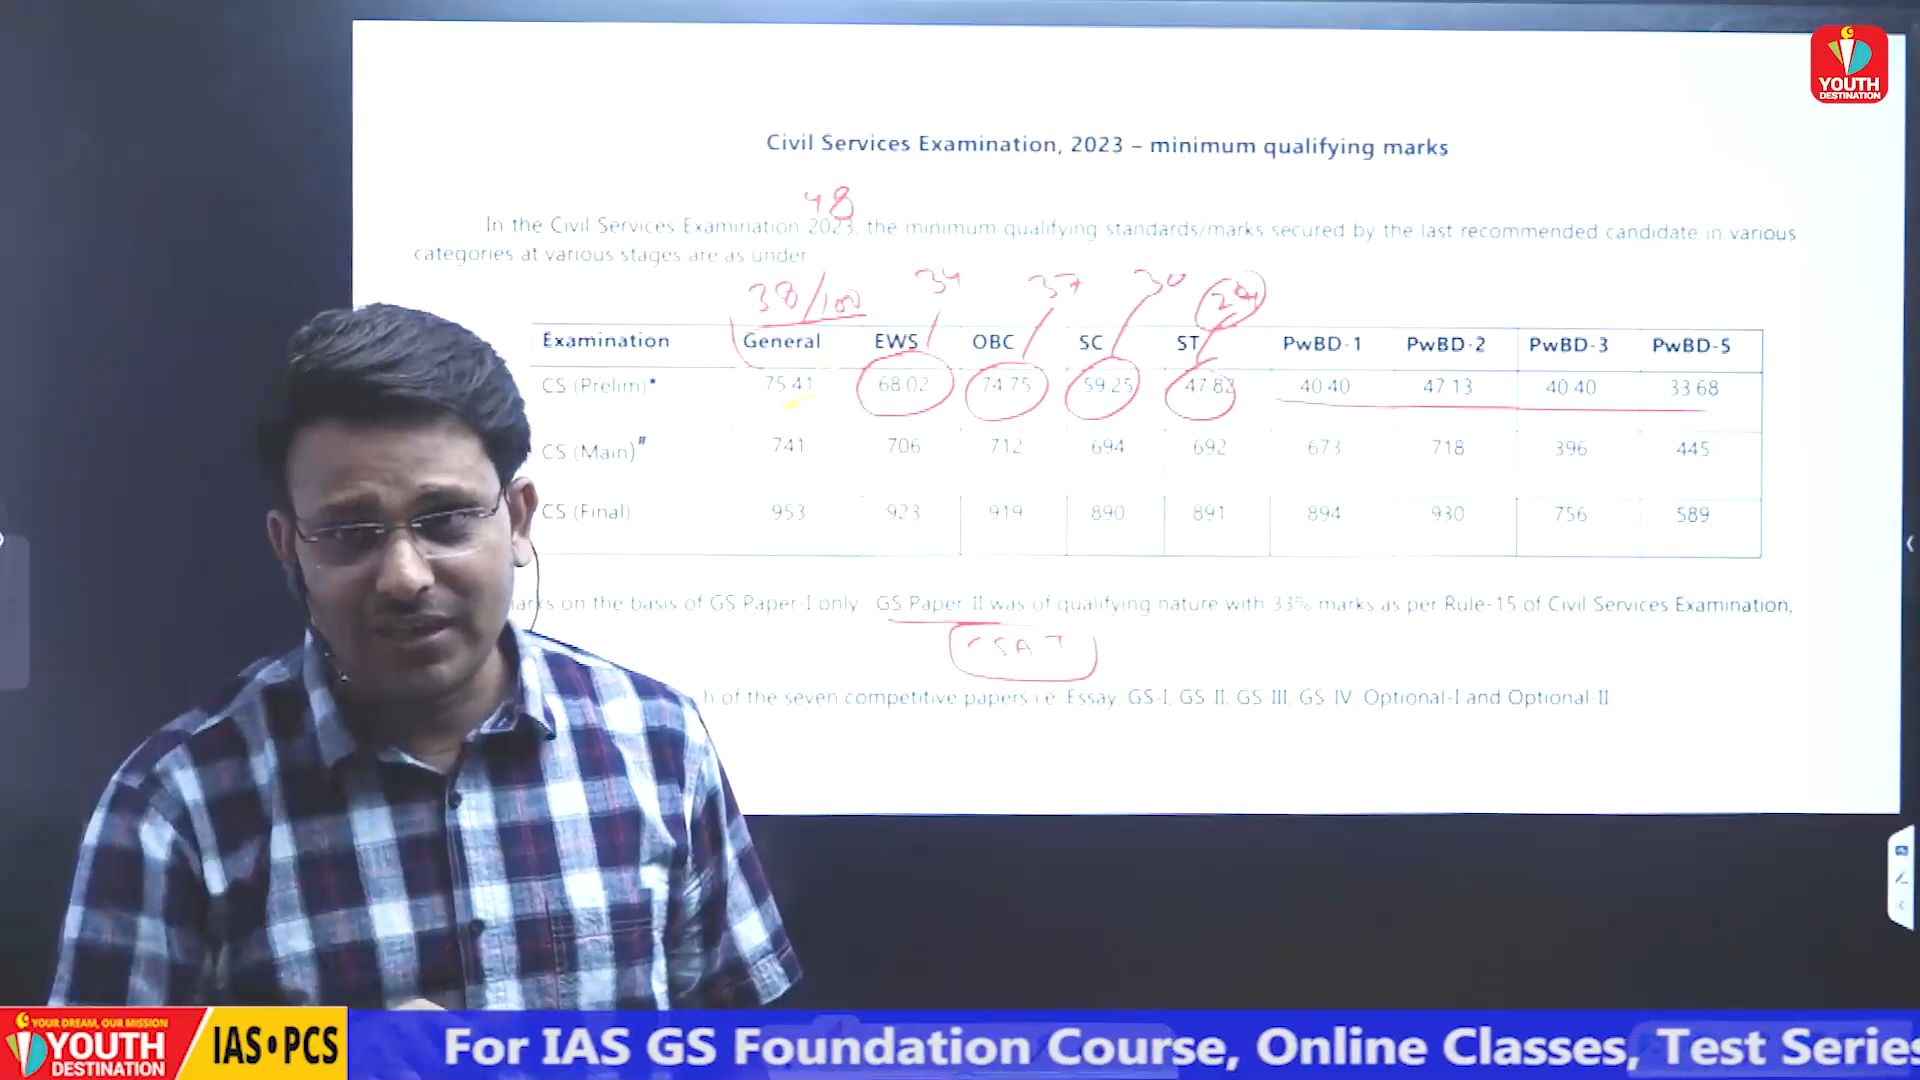 YOUTH
DESTINATION
Civil Services Examination, 2023 – minimum qualifying marks
48
In the Civil Services Examination 2023, the minimum qualifying standards/marks secured by the last recommended candidate in various
categories at various stages are as under
38/100 34 37 30 24
Examination General EWS OBC SC ST PwBD-1 PwBD-2 PwBD-3 PwBD-5
CS (Prelim)* 75.41 68.02 74.75 59.25 47.82 40.40 47.13 40.40 33.68
CS (Main)# 741 706 712 694 692 673 718 396 445
CS (Final) 953 923 919 890 891 894 930 756 589
on the basis of GS Paper-I only. GS Paper II was of qualifying nature with 33% marks as per Rule-15 of Civil Services Examination,
CSAT
of the seven competitive papers i.e. Essay, GS-I, GS II, GS-III, GS IV, Optional-I and Optional-II.
YOUR DREAM, OUR MISSION
YOUTH
DESTINATION
IAS•PCS
For IAS GS Foundation Course, Online Classes, Test Series